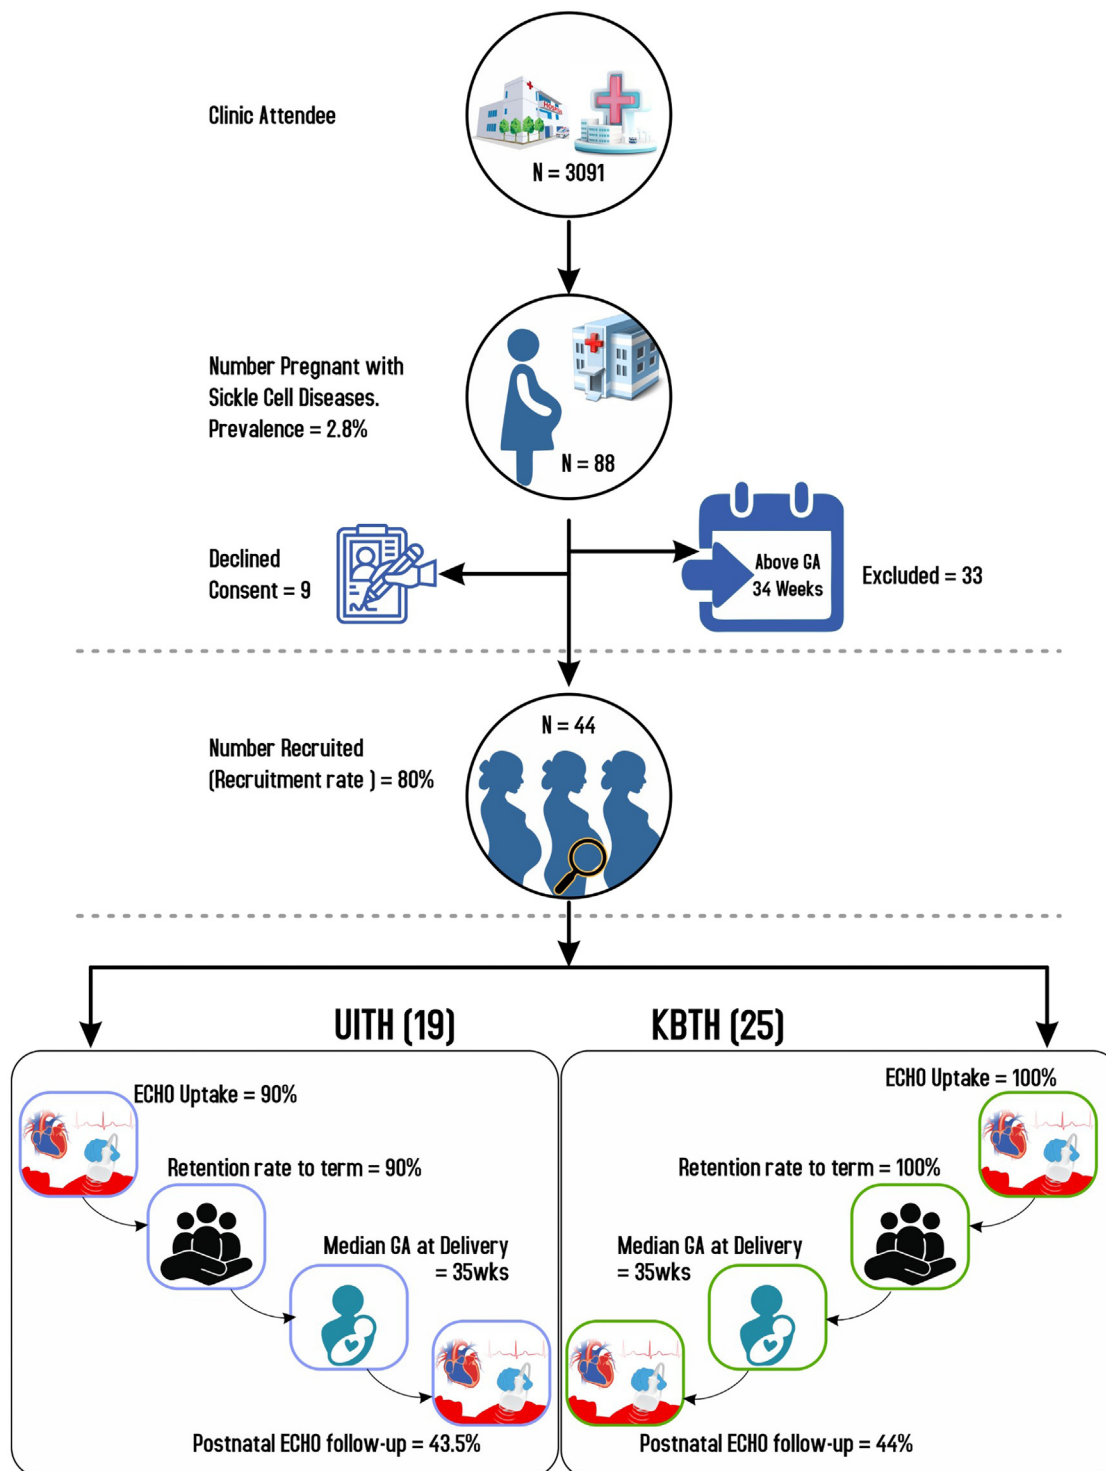 Clinic Attendee
Hospital
N = 3091
Number Pregnant with
Sickle Cell Diseases.
Prevalence = 2.8%
N = 88
Declined
Consent = 9
Above GA
34 Weeks
Excluded = 33
N = 44
Number Recruited
(Recruitment rate ) = 80%
UITH (19)
KBTH (25)
ECHO Uptake = 90%
Retention rate to term = 90%
Median GA at Delivery
= 35wks
Postnatal ECHO follow-up = 43.5%
ECHO Uptake = 100%
Retention rate to term = 100%
Median GA at Delivery
= 35wks
Postnatal ECHO follow-up = 44%